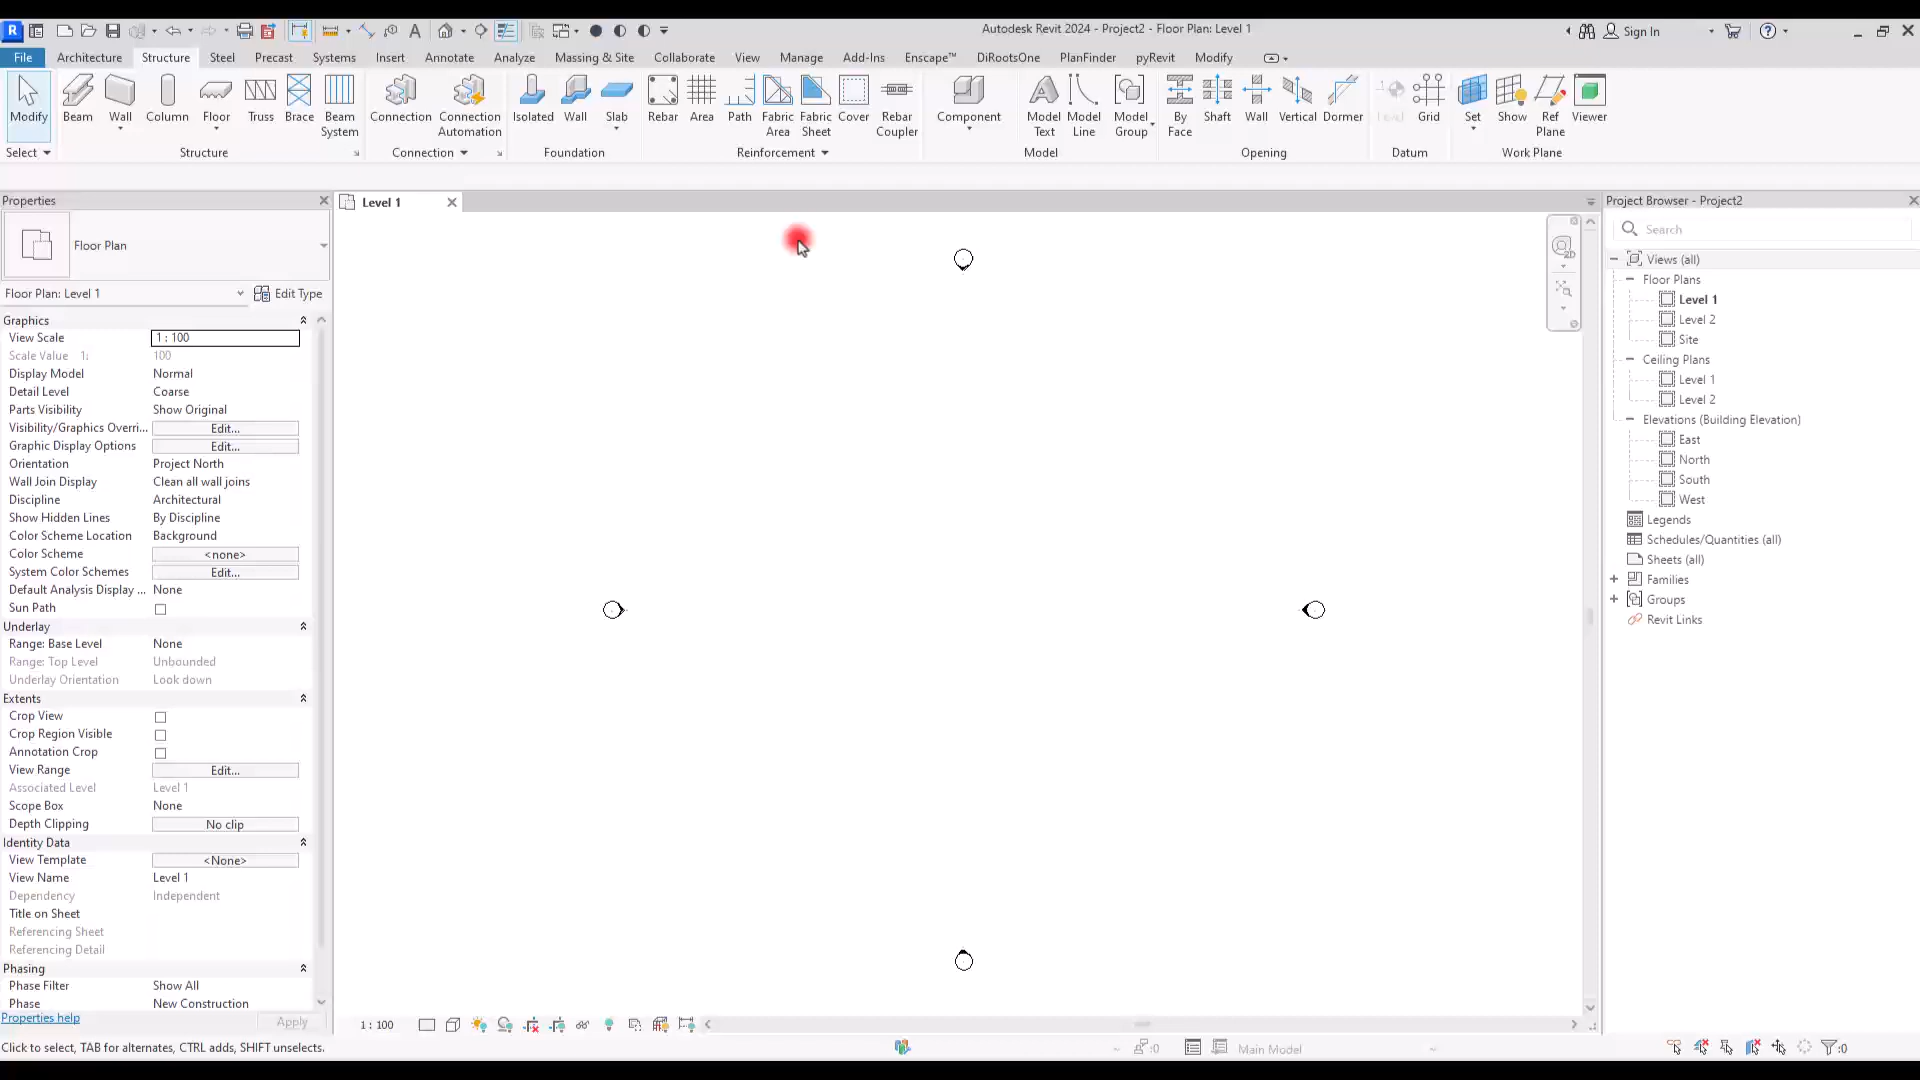 Autodesk Revit 2024 - Project2 - Floor Plan: Level 1
Sign In
File Architecture Structure Steel Precast Systems Insert Annotate Analyze Massing & Site Collaborate View Manage Add-Ins Enscape™ DiRootsOne PlanFinder pyRevit Modify
Modify Beam Wall Column Floor Truss Brace Beam System Connection Connection Automation Isolated Wall Slab Rebar Area Path Fabric Area Fabric Sheet Cover Rebar Coupler Component Model Text Model Line Model Group By Face Shaft Wall Vertical Dormer Level Grid Set Show Ref Plane Viewer
Select Structure Connection Foundation Reinforcement Model Opening Datum Work Plane
Properties
Floor Plan
Floor Plan: Level 1 Edit Type
Graphics
View Scale 1 : 100
Scale Value 1: 100
Display Model Normal
Detail Level Coarse
Parts Visibility Show Original
Visibility/Graphics Overri... Edit...
Graphic Display Options Edit...
Orientation Project North
Wall Join Display Clean all wall joins
Discipline Architectural
Show Hidden Lines By Discipline
Color Scheme Location Background
Color Scheme <none>
System Color Schemes Edit...
Default Analysis Display ... None
Sun Path
Underlay
Range: Base Level None
Range: Top Level Unbounded
Underlay Orientation Look down
Extents
Crop View
Crop Region Visible
Annotation Crop
View Range Edit...
Associated Level Level 1
Scope Box None
Depth Clipping No clip
Identity Data
View Template <None>
View Name Level 1
Dependency Independent
Title on Sheet
Referencing Sheet
Referencing Detail
Phasing
Phase Filter Show All
Phase New Construction
Properties help Apply
Level 1
2D
1 : 100
Project Browser - Project2
Search
Views (all)
Floor Plans
Level 1
Level 2
Site
Ceiling Plans
Level 1
Level 2
Elevations (Building Elevation)
East
North
South
West
Legends
Schedules/Quantities (all)
Sheets (all)
Families
Groups
Revit Links
Click to select, TAB for alternates, CTRL adds, SHIFT unselects.
:0
Main Model
:0